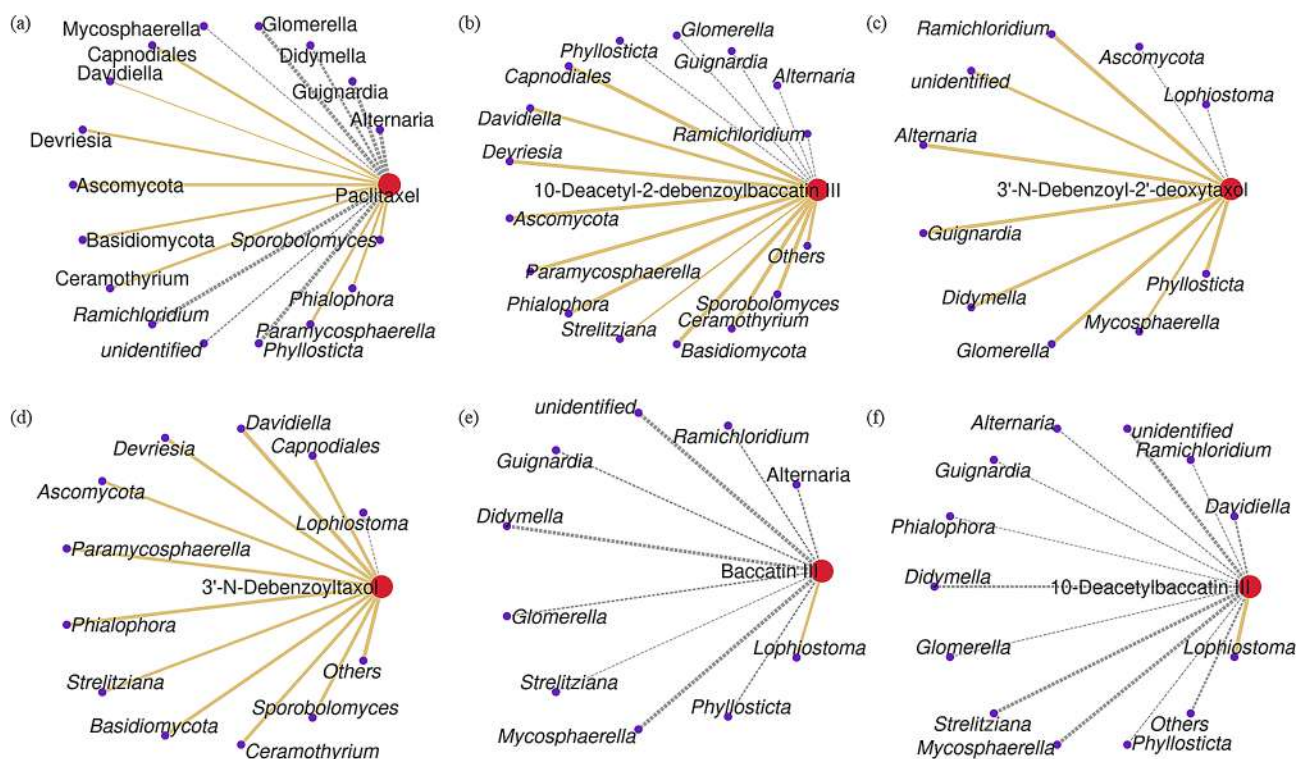 (a)
Mycosphaerella
Glomerella
Capnodiales
Didymella
Davidiella
Guignardia
Alternaria
Devriesia
Ascomycota
Paclitaxel
Basidiomycota
Sporobolomyces
Ceramothyrium
Phialophora
Ramichloridium
Paramycosphaerella
unidentified
Phyllosticta
(b)
Glomerella
Phyllosticta
Guignardia
Capnodiales
Alternaria
Davidiella
Ramichloridium
Devriesia
10-Deacetyl-2-debenzoylbaccatin III
Ascomycota
Others
Paramycosphaerella
Phialophora
Sporobolomyces
Strelitziana
Ceramothyrium
Basidiomycota
(c)
Ramichloridium
Ascomycota
unidentified
Lophiostoma
Alternaria
3'-N-Debenzoyl-2'-deoxytaxol
Guignardia
Phyllosticta
Didymella
Mycosphaerella
Glomerella
(d)
Davidiella
Devriesia
Capnodiales
Ascomycota
Lophiostoma
Paramycosphaerella
3'-N-Debenzoyltaxol
Phialophora
Others
Strelitziana
Sporobolomyces
Basidiomycota
Ceramothyrium
(e)
unidentified
Ramichloridium
Guignardia
Alternaria
Didymella
Baccatin III
Glomerella
Lophiostoma
Strelitziana
Phyllosticta
Mycosphaerella
(f)
Alternaria
unidentified
Ramichloridium
Guignardia
Davidiella
Phialophora
Didymella
10-Deacetylbaccatin III
Glomerella
Lophiostoma
Strelitziana
Others
Mycosphaerella
Phyllosticta